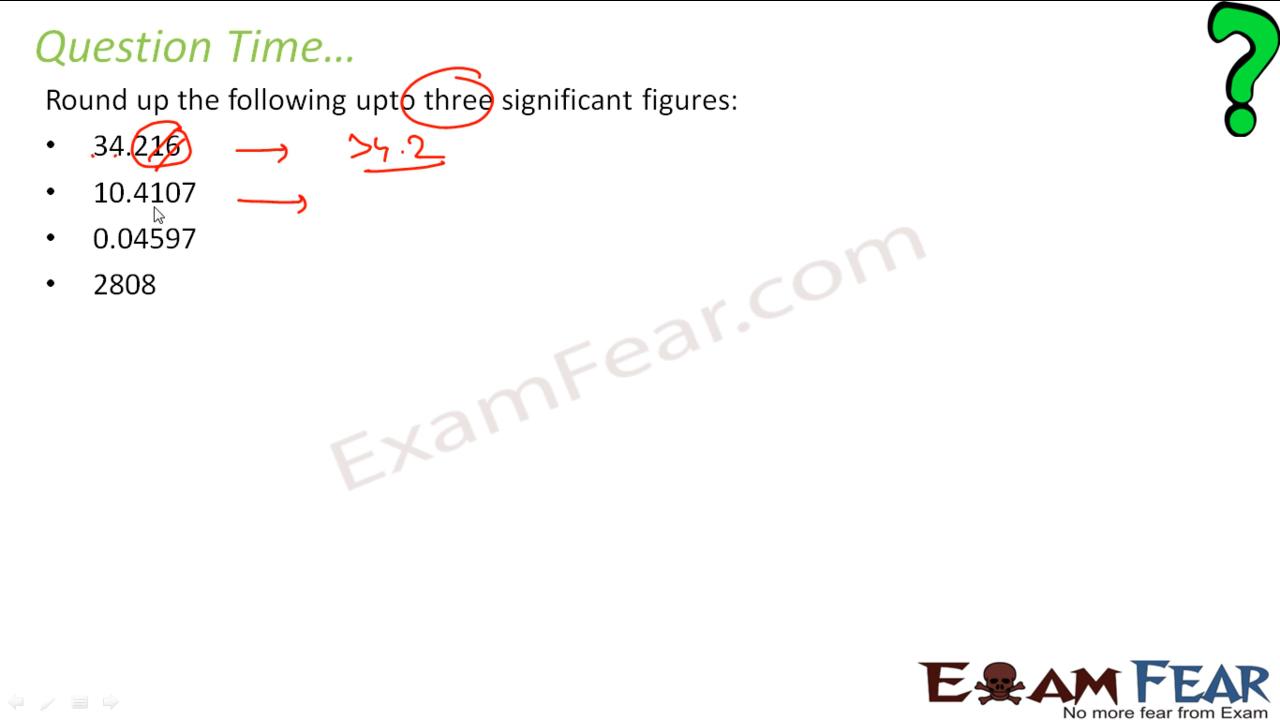 Question Time...
Round up the following upto three significant figures:
• 34.216 → 34.2
• 10.4107 →
• 0.04597
• 2808
ExamFear.com
EXAM FEAR
No more fear from Exam